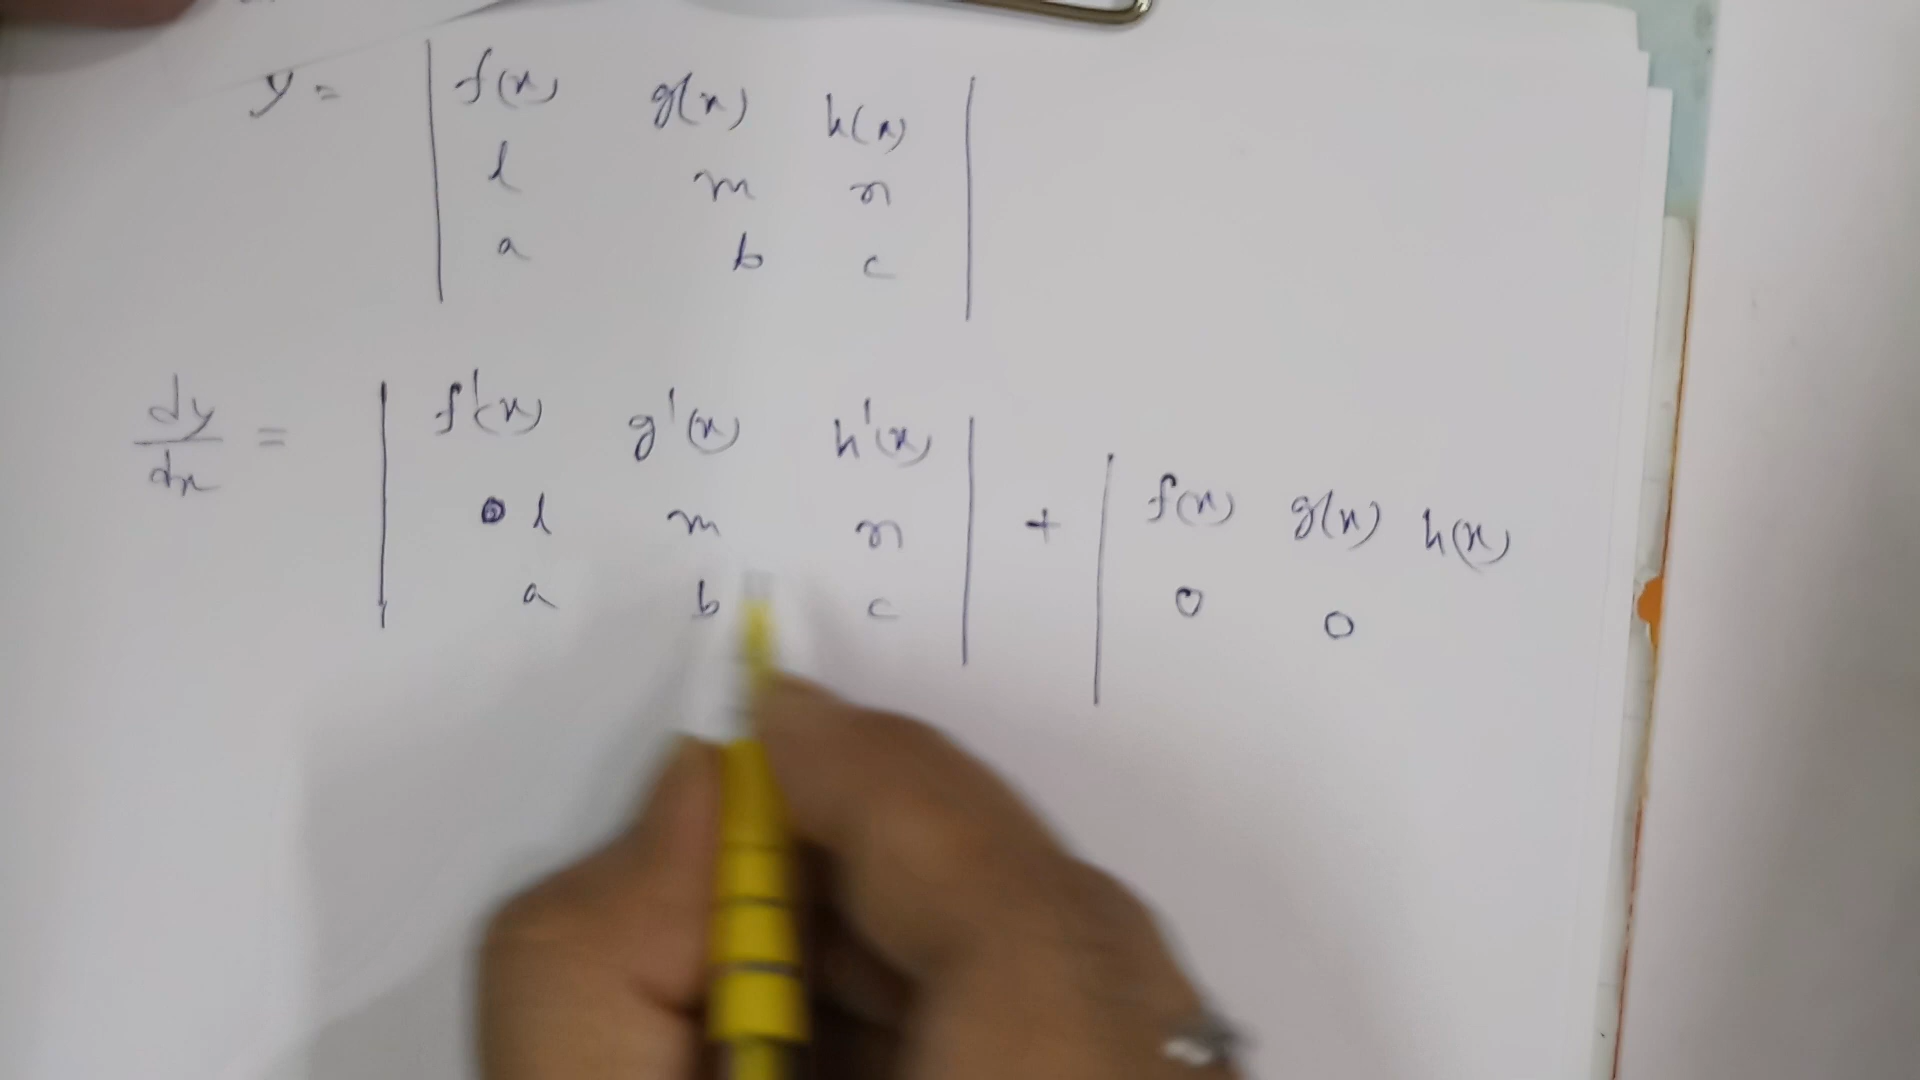 y = | f(x) g(x) h(x) |
l m n
a b c
dy/dx = | f'(x) g'(x) h'(x) | + | f(x) g(x) h(x)
l m n 0 0
a b c